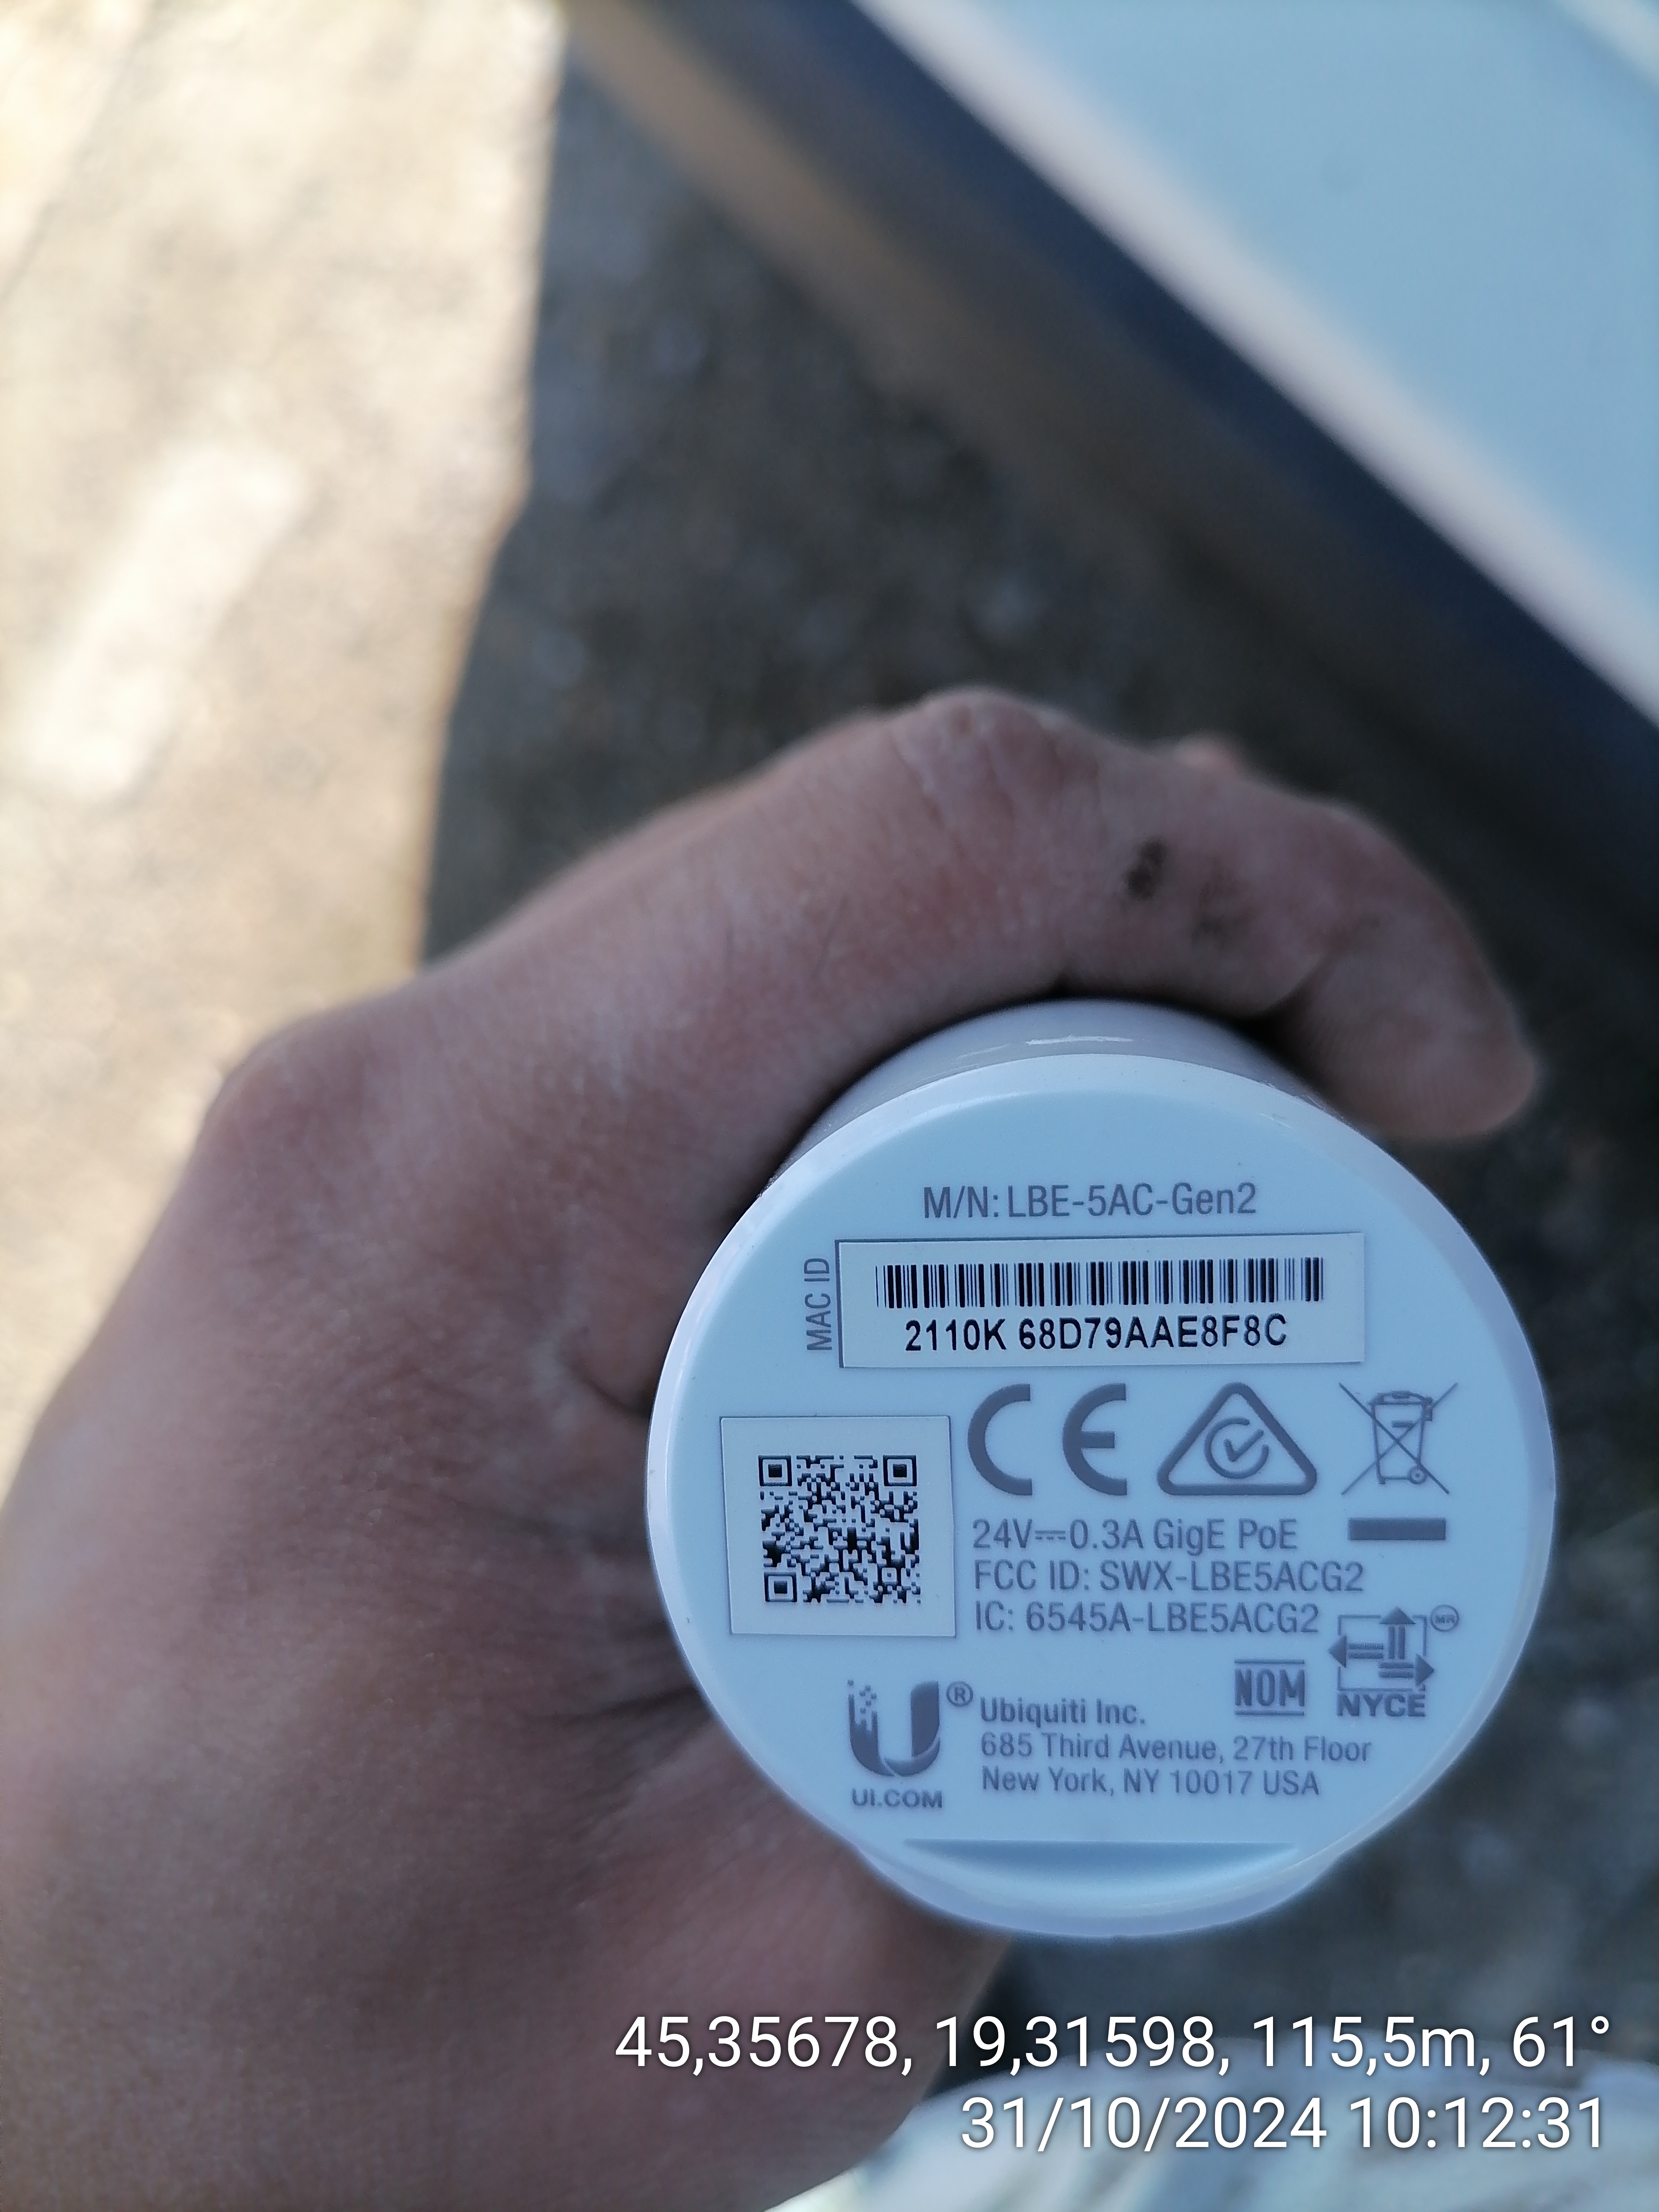 M/N: LBE-5AC-Gen2
MAC ID
2110K 68D79AAE8F8C
CE
24V⎓0.3A GigE PoE
FCC ID: SWX-LBE5ACG2
IC: 6545A-LBE5ACG2
NOM
NYCE
MR
U®
UI.COM
Ubiquiti Inc.
685 Third Avenue, 27th Floor
New York, NY 10017 USA
45,35678, 19,31598, 115,5m, 61°
31/10/2024 10:12:31